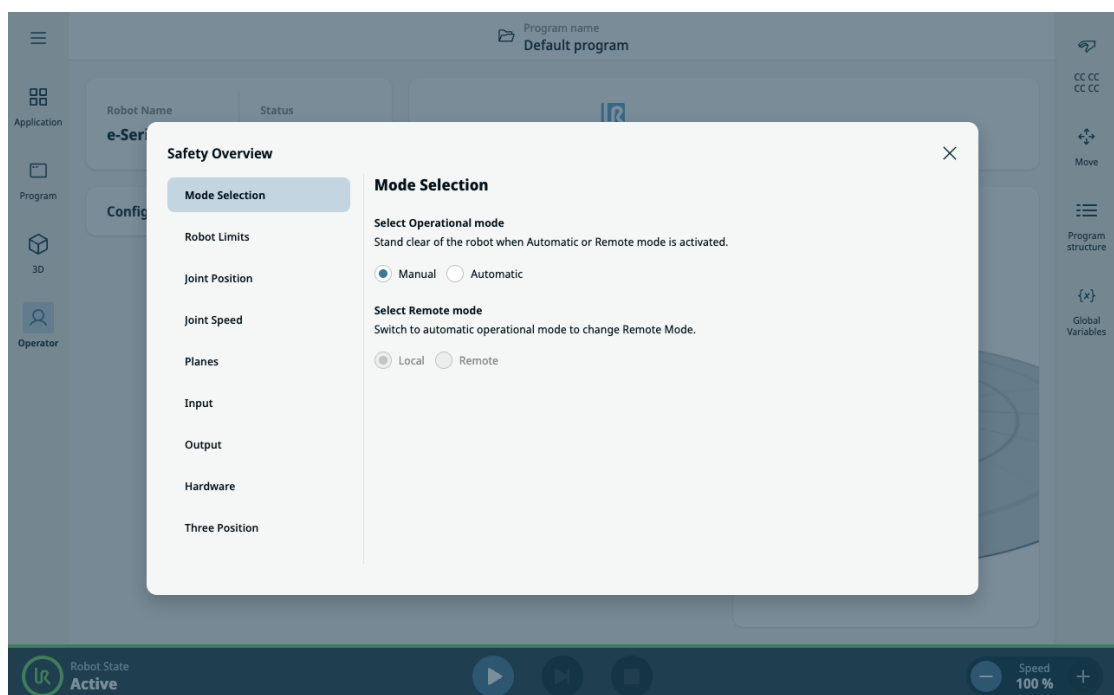 Program name
Default program
Application
Program
3D
Operator
Robot Name
Status
e-Seri
Config
Safety Overview
Mode Selection
Robot Limits
Joint Position
Joint Speed
Planes
Input
Output
Hardware
Three Position
Mode Selection
Select Operational mode
Stand clear of the robot when Automatic or Remote mode is activated.
Manual
Automatic
Select Remote mode
Switch to automatic operational mode to change Remote Mode.
Local
Remote
CC CC
CC CC
Move
Program
structure
{x}
Global
Variables
UR
Robot State
Active
Speed
100 %